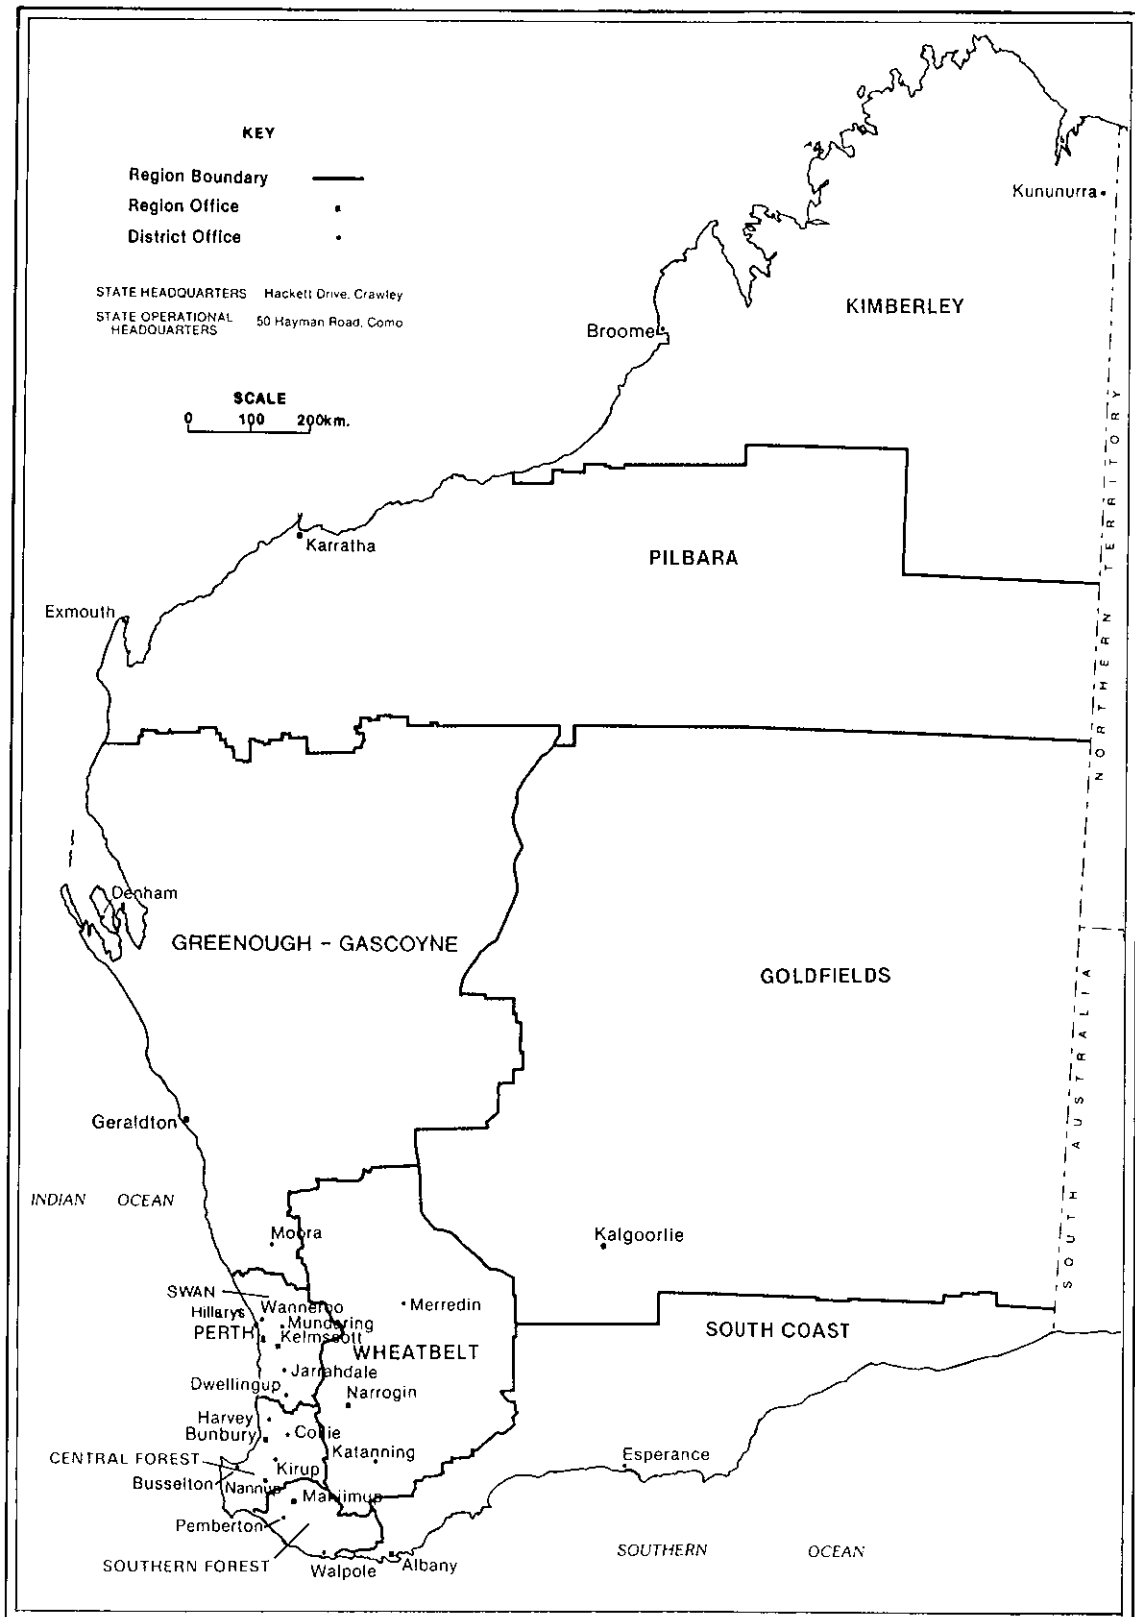 KEY
Region Boundary
Region Office
District Office
STATE HEADQUARTERS Hackett Drive, Crawley
STATE OPERATIONAL HEADQUARTERS 50 Hayman Road, Como
SCALE
0 100 200km.
Kununurra
KIMBERLEY
Broome
NORTHERN TERRITORY
Karratha
PILBARA
Exmouth
Denham
GREENOUGH - GASCOYNE
GOLDFIELDS
SOUTH AUSTRALIA
Geraldton
INDIAN OCEAN
Moora
Kalgoorlie
SWAN
Hillarys
Wanneroo
Merredin
Mundaring
PERTH
Kelmscott
SOUTH COAST
WHEATBELT
Jarrahdale
Dwellingup
Narrogin
Harvey
Bunbury
Collie
CENTRAL FOREST
Katanning
Esperance
Kirup
Busselton
Nannup
Manjimup
Pemberton
SOUTHERN FOREST
Walpole
Albany
SOUTHERN OCEAN